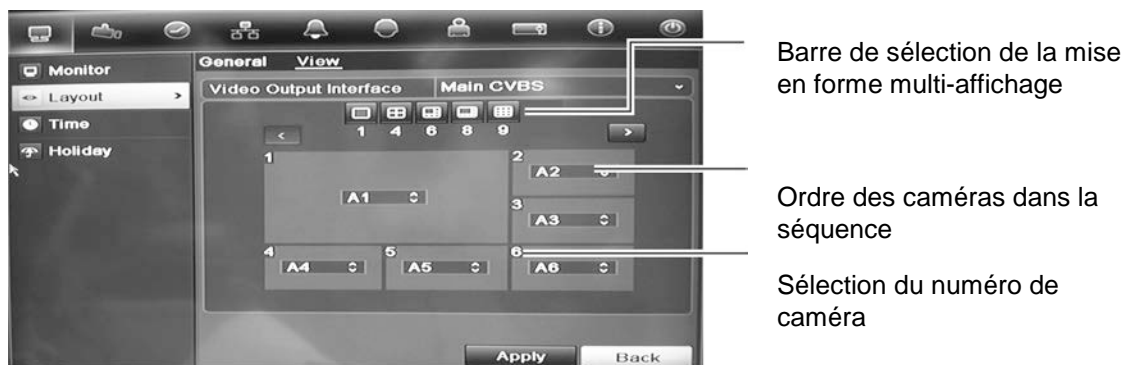 General View
Monitor
Video Output Interface Main CVBS
Layout
Time
1 4 6 8 9
Holiday
< >
1
2
A2
A1
3
A3
4
5
6
A4
A5
A6
Apply Back
Barre de sélection de la mise
en forme multi-affichage
Ordre des caméras dans la
séquence
Sélection du numéro de
caméra